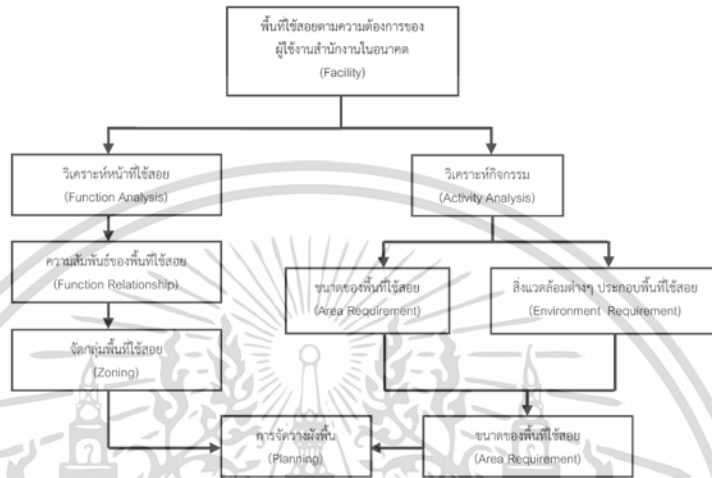 พื้นที่ใช้สอยตามความต้องการของ
ผู้ใช้งานสำนักงานในอนาคต
(Facility)
วิเคราะห์หน้าที่ใช้สอย
(Function Analysis)
วิเคราะห์กิจกรรม
(Activity Analysis)
ความสัมพันธ์ของพื้นที่ใช้สอย
(Function Relationship)
ขนาดของพื้นที่ใช้สอย
(Area Requirement)
สิ่งแวดล้อมต่างๆ ประกอบพื้นที่ใช้สอย
(Environment Requirement)
จัดกลุ่มพื้นที่ใช้สอย
(Zoning)
การจัดวางผังพื้น
(Planning)
ขนาดของพื้นที่ใช้สอย
(Area Requirement)